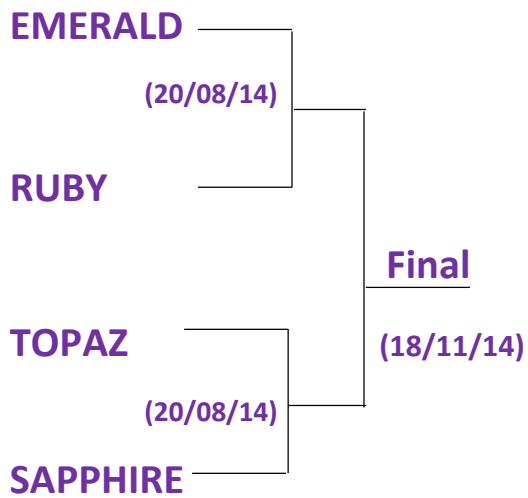 EMERALD
(20/08/14)
RUBY
Final
TOPAZ
(18/11/14)
(20/08/14)
SAPPHIRE